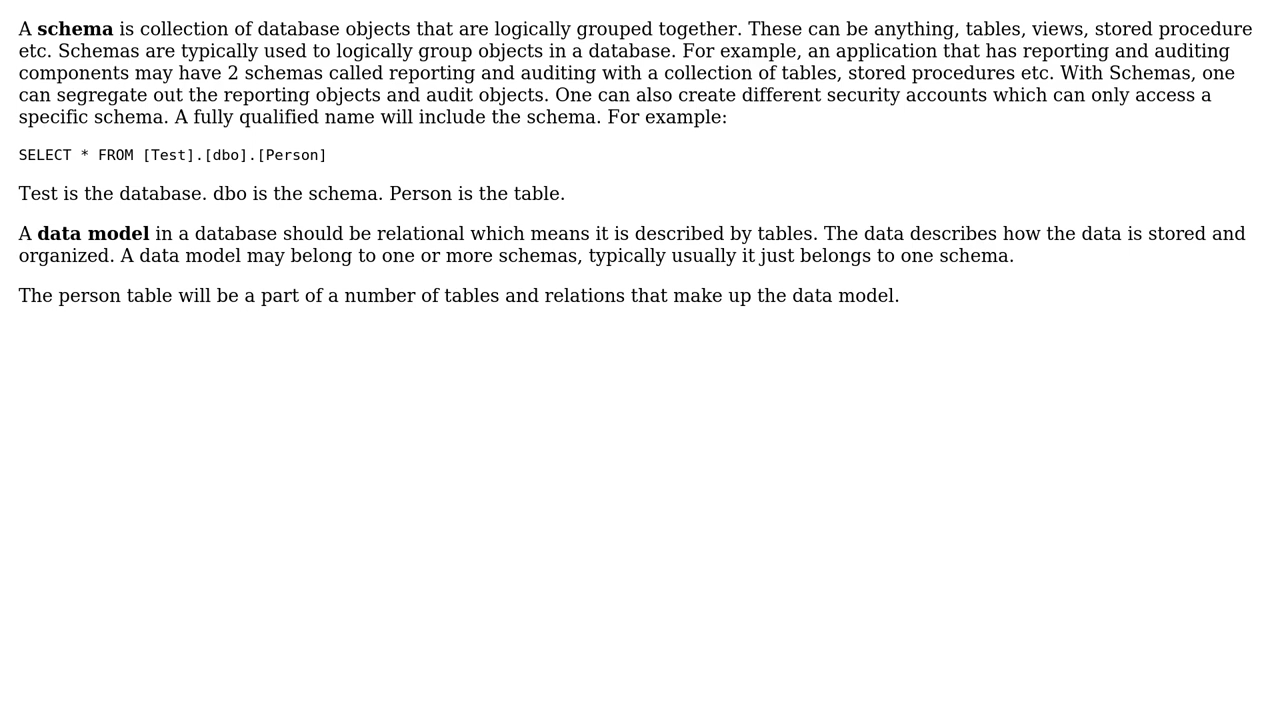 A schema is collection of database objects that are logically grouped together. These can be anything, tables, views, stored procedure
etc. Schemas are typically used to logically group objects in a database. For example, an application that has reporting and auditing
components may have 2 schemas called reporting and auditing with a collection of tables, stored procedures etc. With Schemas, one
can segregate out the reporting objects and audit objects. One can also create different security accounts which can only access a
specific schema. A fully qualified name will include the schema. For example:
SELECT * FROM [Test].[dbo].[Person]
Test is the database. dbo is the schema. Person is the table.
A data model in a database should be relational which means it is described by tables. The data describes how the data is stored and
organized. A data model may belong to one or more schemas, typically usually it just belongs to one schema.
The person table will be a part of a number of tables and relations that make up the data model.